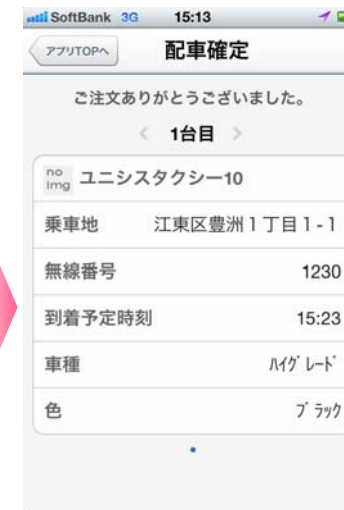 SoftBank 3G 15:13
アプリTOPへ 配車確定
ご注文ありがとうございました。
1台目
no img ユニシスタクシー10
乗車地 江東区豊洲1丁目1-1
無線番号 1230
到着予定時刻 15:23
車種 ﾊｲｸﾞﾚｰﾄﾞ
色 ﾌﾞﾗｯｸ